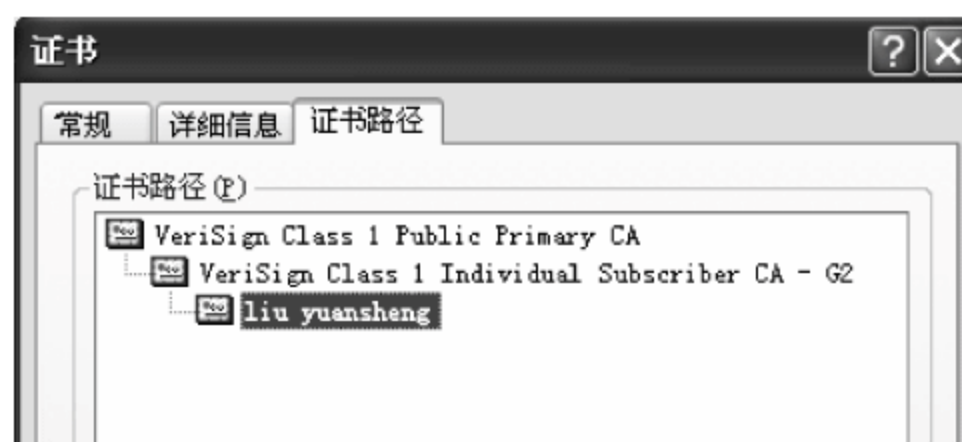 证书
常规 详细信息 证书路径
证书路径(P)
VeriSign Class 1 Public Primary CA
VeriSign Class 1 Individual Subscriber CA - G2
liu yuansheng